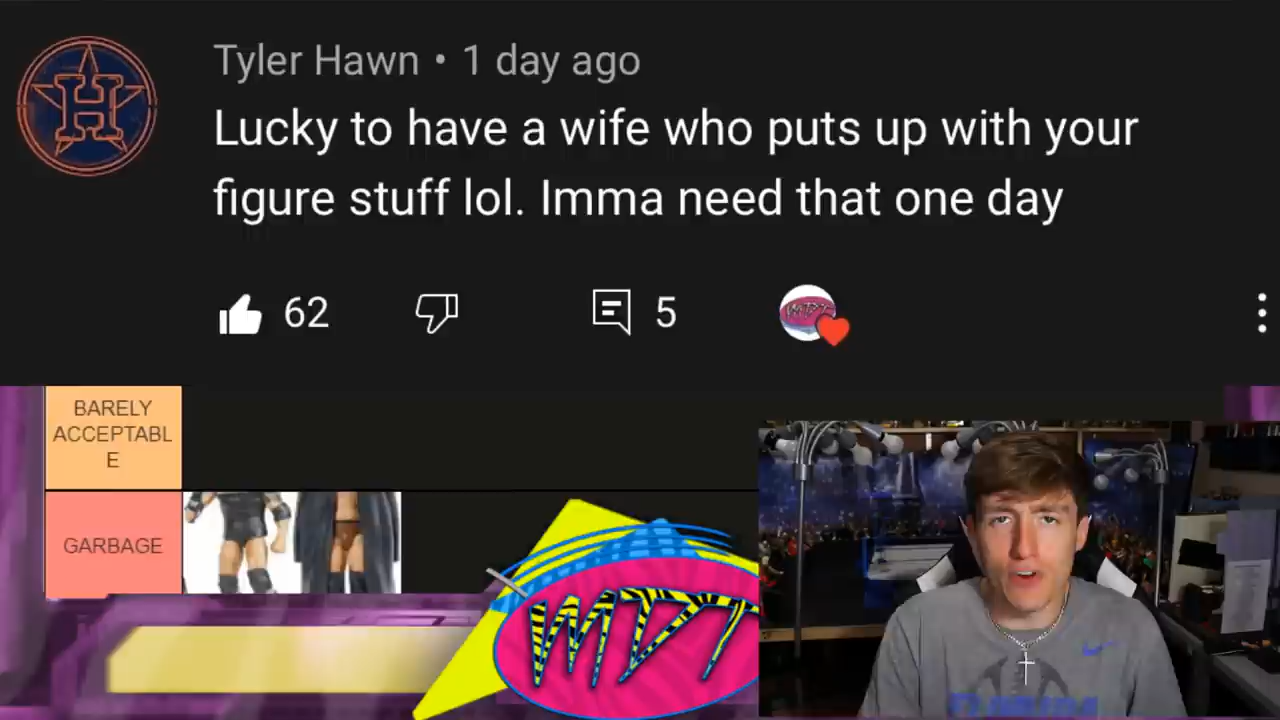 Tyler Hawn • 1 day ago
Lucky to have a wife who puts up with your
figure stuff lol. Imma need that one day
62
5
BARELY
ACCEPTABL
E
GARBAGE
MDT